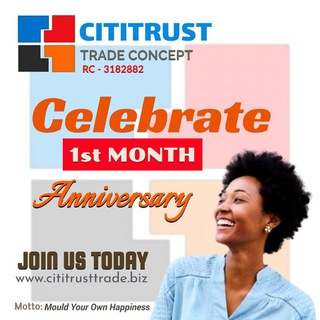 CITITRUST
TRADE CONCEPT
RC - 3182882
Celebrate
1st MONTH
Anniversary
JOIN US TODAY
www.cititrusttrade.biz
Motto: Mould Your Own Happiness